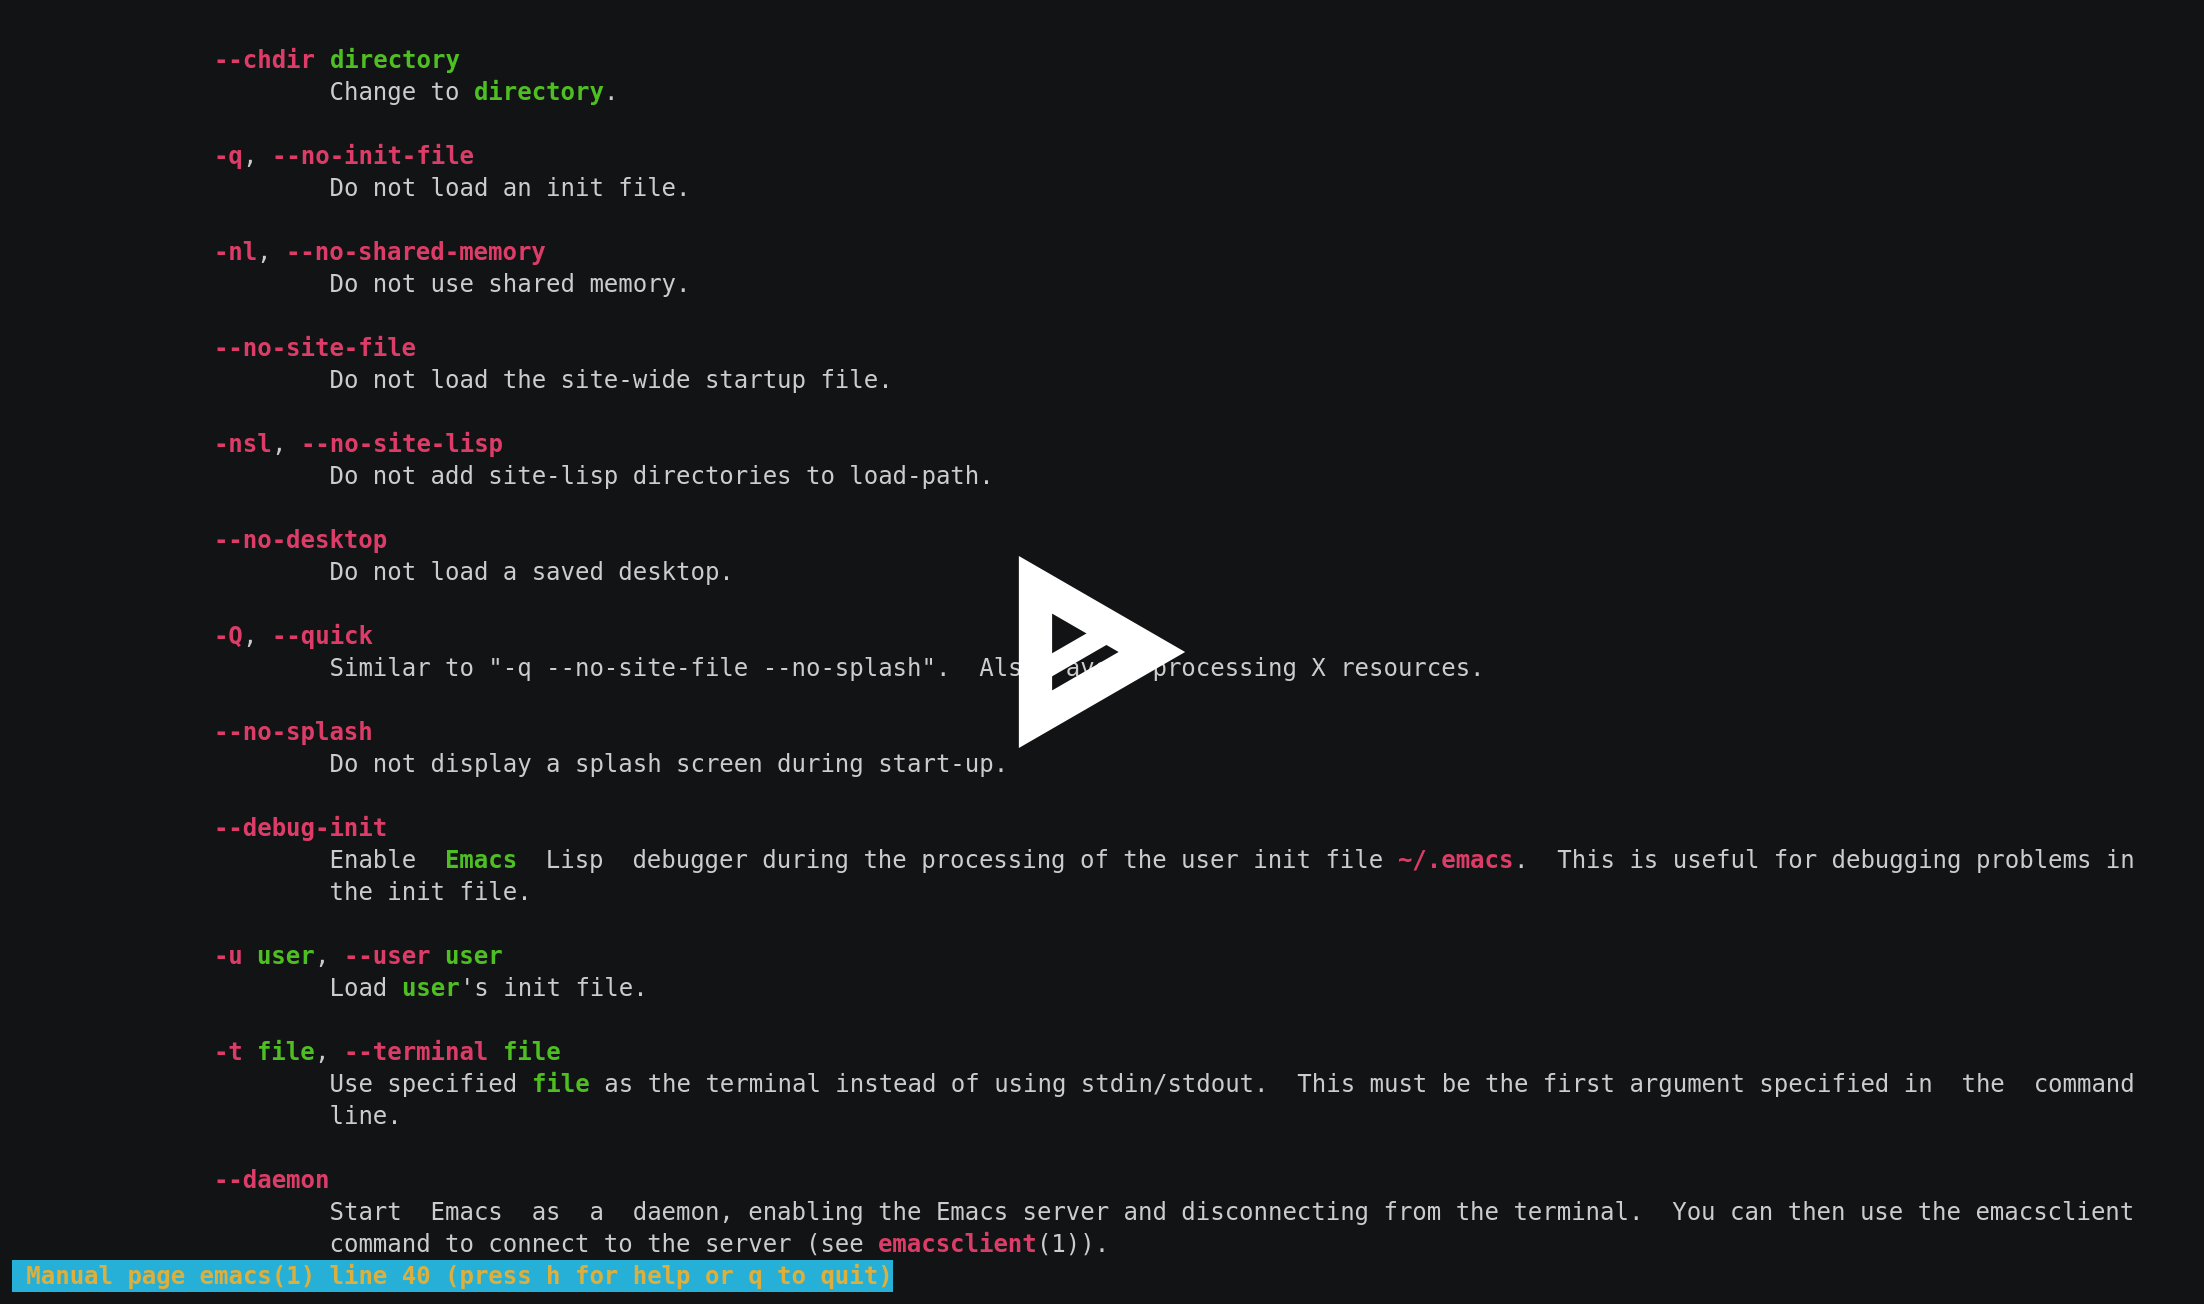 --chdir directory
Change to directory.
-q, --no-init-file
Do not load an init file.
-nl, --no-shared-memory
Do not use shared memory.
--no-site-file
Do not load the site-wide startup file.
-nsl, --no-site-lisp
Do not add site-lisp directories to load-path.
--no-desktop
Do not load a saved desktop.
-Q, --quick
Similar to "-q --no-site-file --no-splash".  processing X resources.
--no-splash
Do not display a splash screen during start-up.
--debug-init
Enable  Emacs  Lisp  debugger during the processing of the user init file ~/.emacs.  This is useful for debugging problems in
the init file.
-u user, --user user
Load user's init file.
-t file, --terminal file
Use specified file as the terminal instead of using stdin/stdout.  This must be the first argument specified in  the  command
line.
--daemon
Start  Emacs  as  a  daemon, enabling the Emacs server and disconnecting from the terminal.  You can then use the emacsclient
command to connect to the server (see emacsclient(1)).
Manual page emacs(1) line 40 (press h for help or q to quit)